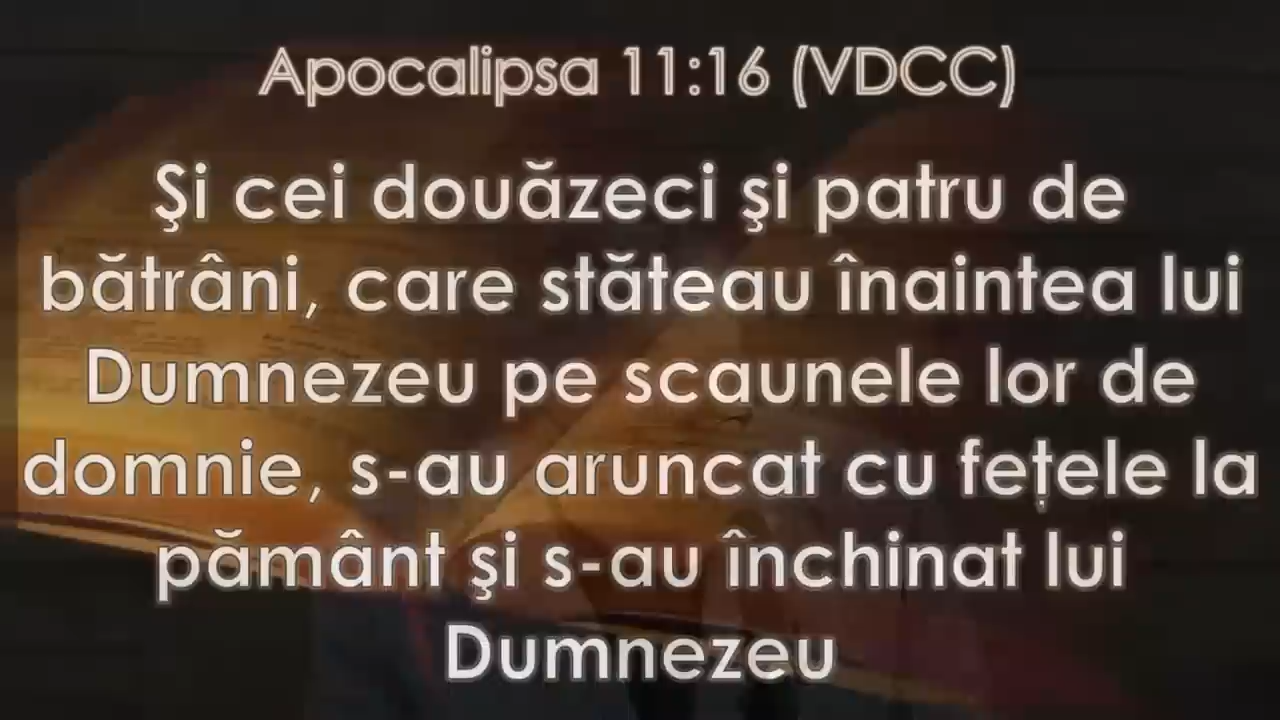 Apocalipsa 11:16 (VDCC)
Şi cei douăzeci şi patru de
bătrâni, care stăteau înaintea lui
Dumnezeu pe scaunele lor de
domnie, s-au aruncat cu feţele la
pământ şi s-au închinat lui
Dumnezeu